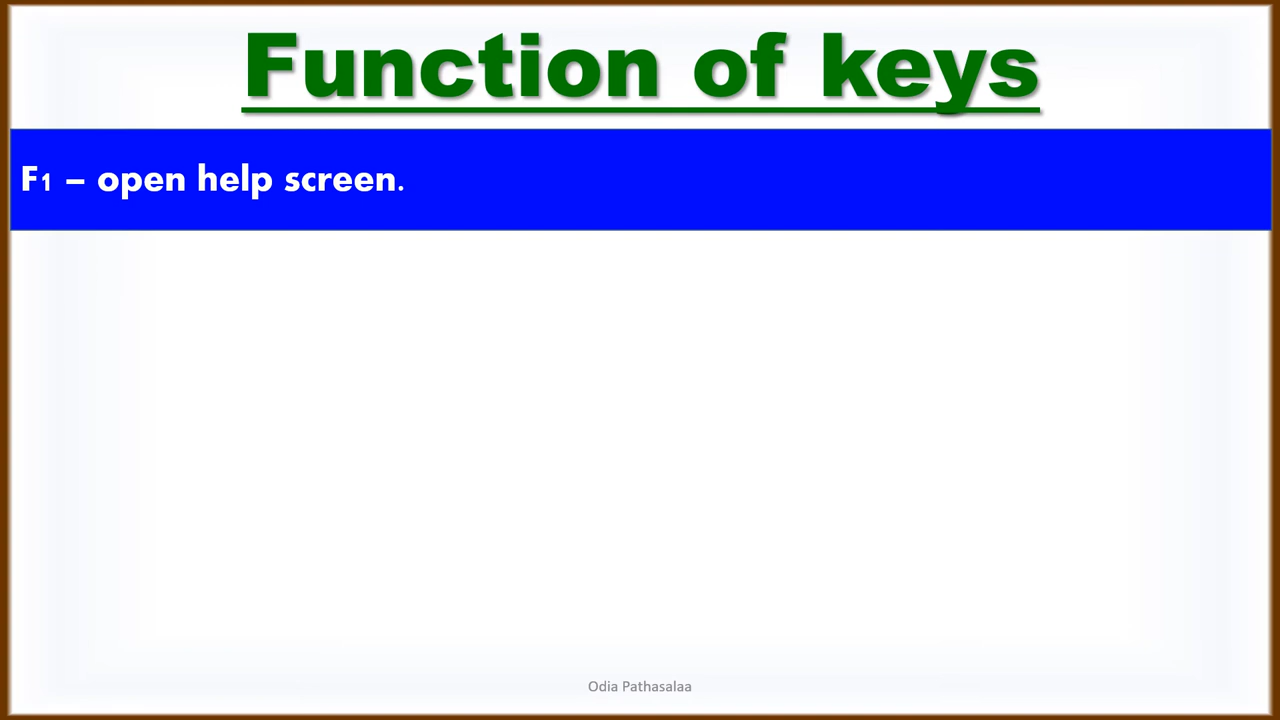 Function of keys
F1 – open help screen.
Odia Pathasalaa